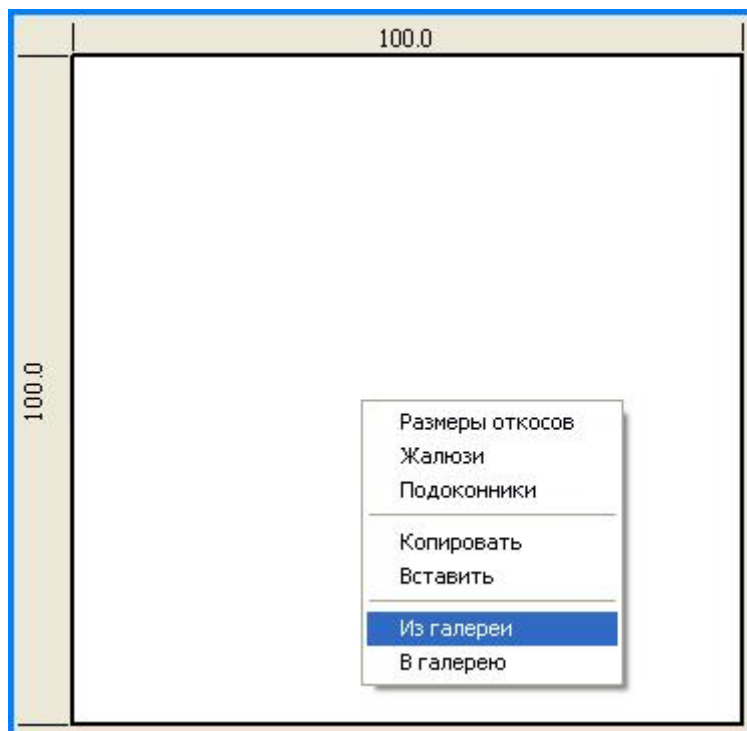 100.0
100.0
Размеры откосов
Жалюзи
Подоконники
Копировать
Вставить
Из галереи
В галерею